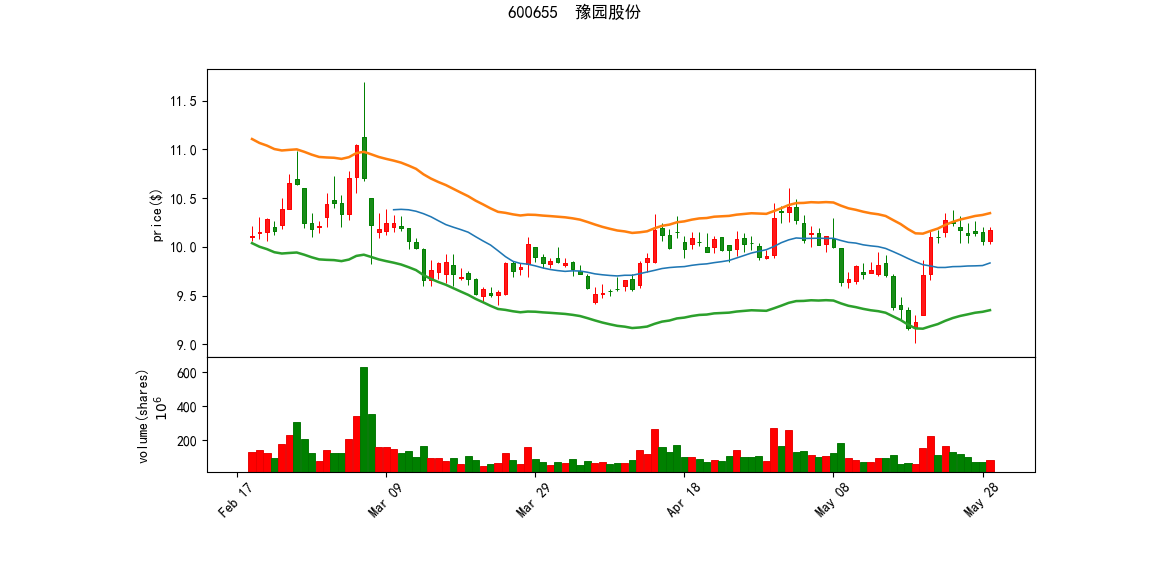 600655  豫园股份
price($)
11.5
11.0
10.5
10.0
9.5
9.0
volume(shares)
10^6
600
400
200
Feb 17
Mar 09
Mar 29
Apr 18
May 08
May 28